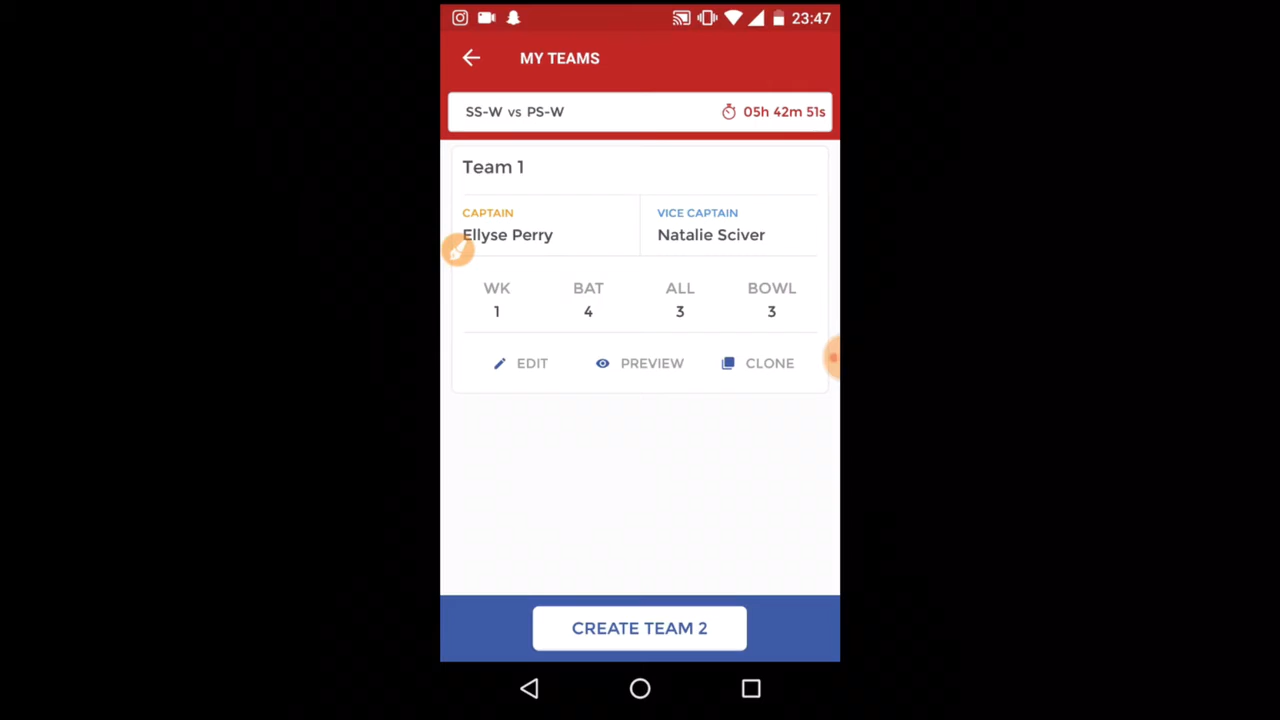 23:47
MY TEAMS
SS-W vs PS-W 05h 42m 51s
Team 1
CAPTAIN VICE CAPTAIN
Ellyse Perry Natalie Sciver
WK BAT ALL BOWL
1 4 3 3
EDIT PREVIEW CLONE
CREATE TEAM 2